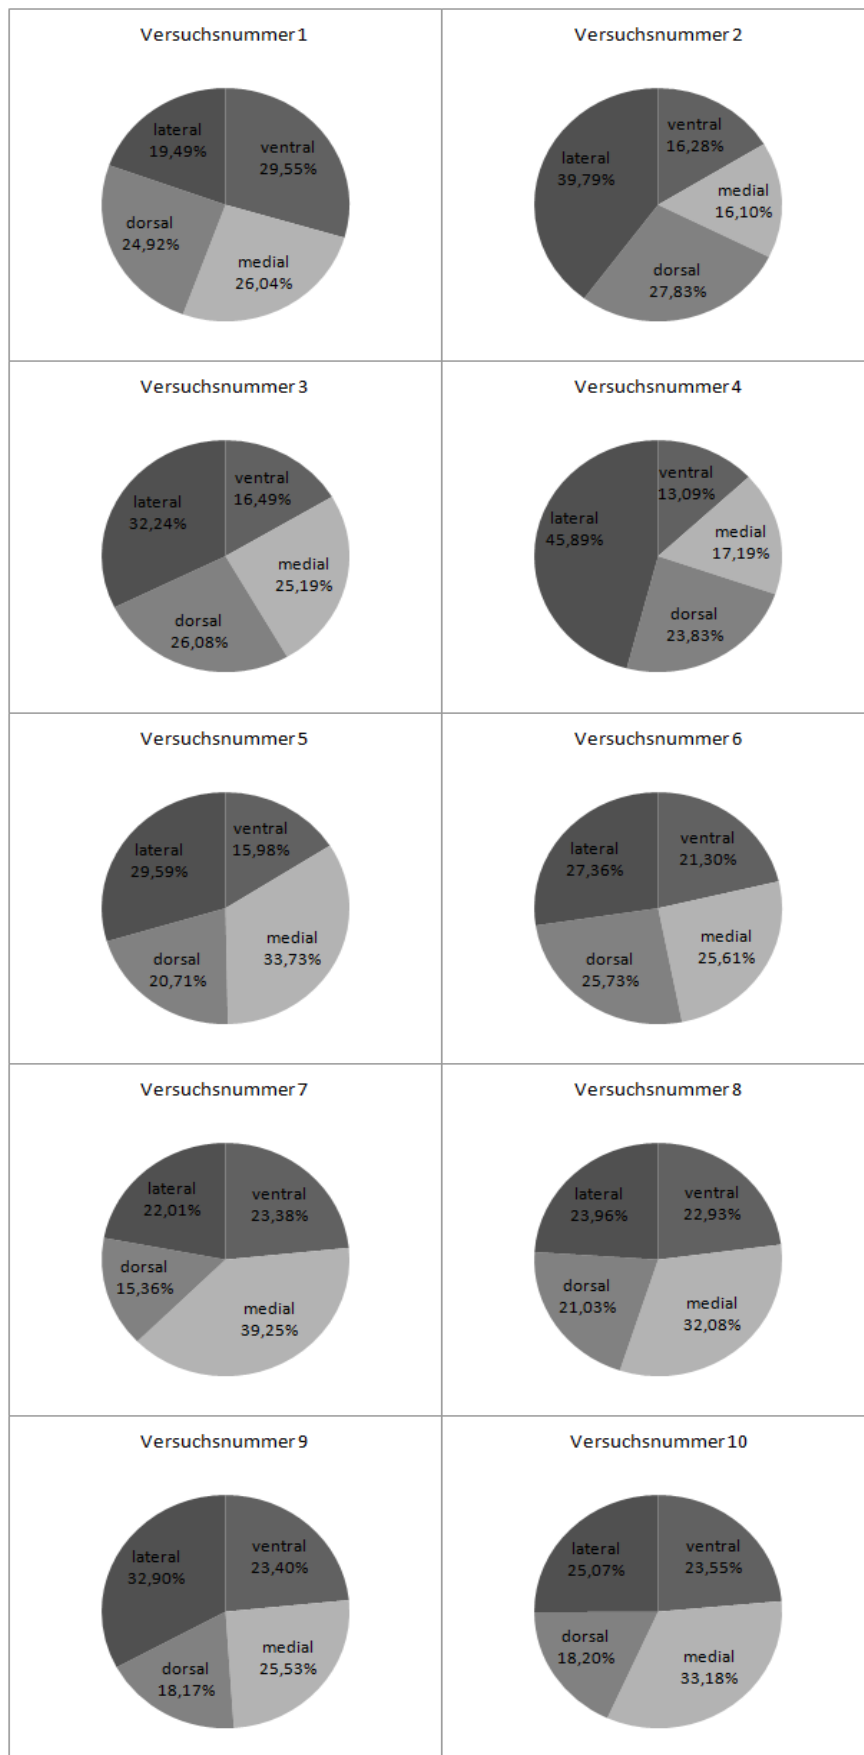 Versuchsnummer 1
lateral
19,49%
ventral
29,55%
dorsal
24,92%
medial
26,04%
Versuchsnummer 2
ventral
16,28%
lateral
39,79%
medial
16,10%
dorsal
27,83%
Versuchsnummer 3
ventral
16,49%
lateral
32,24%
medial
25,19%
dorsal
26,08%
Versuchsnummer 4
ventral
13,09%
lateral
45,89%
medial
17,19%
dorsal
23,83%
Versuchsnummer 5
ventral
15,98%
lateral
29,59%
medial
33,73%
dorsal
20,71%
Versuchsnummer 6
ventral
21,30%
lateral
27,36%
medial
25,61%
dorsal
25,73%
Versuchsnummer 7
lateral
22,01%
ventral
23,38%
dorsal
15,36%
medial
39,25%
Versuchsnummer 8
lateral
23,96%
ventral
22,93%
dorsal
21,03%
medial
32,08%
Versuchsnummer 9
lateral
32,90%
ventral
23,40%
dorsal
18,17%
medial
25,53%
Versuchsnummer 10
lateral
25,07%
ventral
23,55%
dorsal
18,20%
medial
33,18%